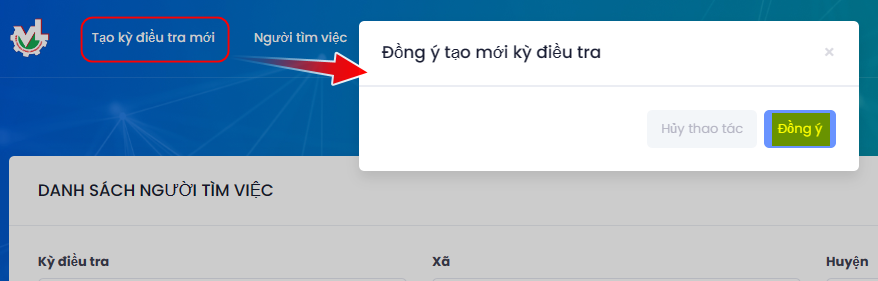 Tạo kỳ điều tra mới
Người tìm việc
Đồng ý tạo mới kỳ điều tra
×
Hủy thao tác
Đồng ý
DANH SÁCH NGƯỜI TÌM VIỆC
Kỳ điều tra
Xã
Huyện